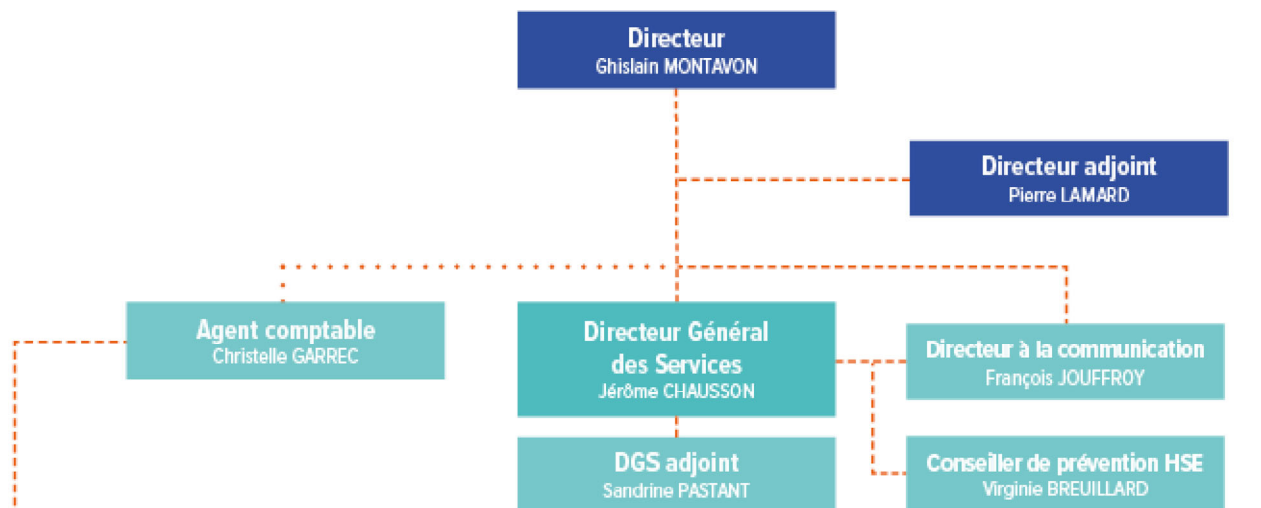 Directeur
Ghislain MONTAVON
Directeur adjoint
Pierre LAMARD
Agent comptable
Christelle GARREC
Directeur Général
des Services
Jérôme CHAUSSON
Directeur à la communication
François JOUFFROY
DGS adjoint
Sandrine PASTANT
Conseiller de prévention HSE
Virginie BREUILLARD